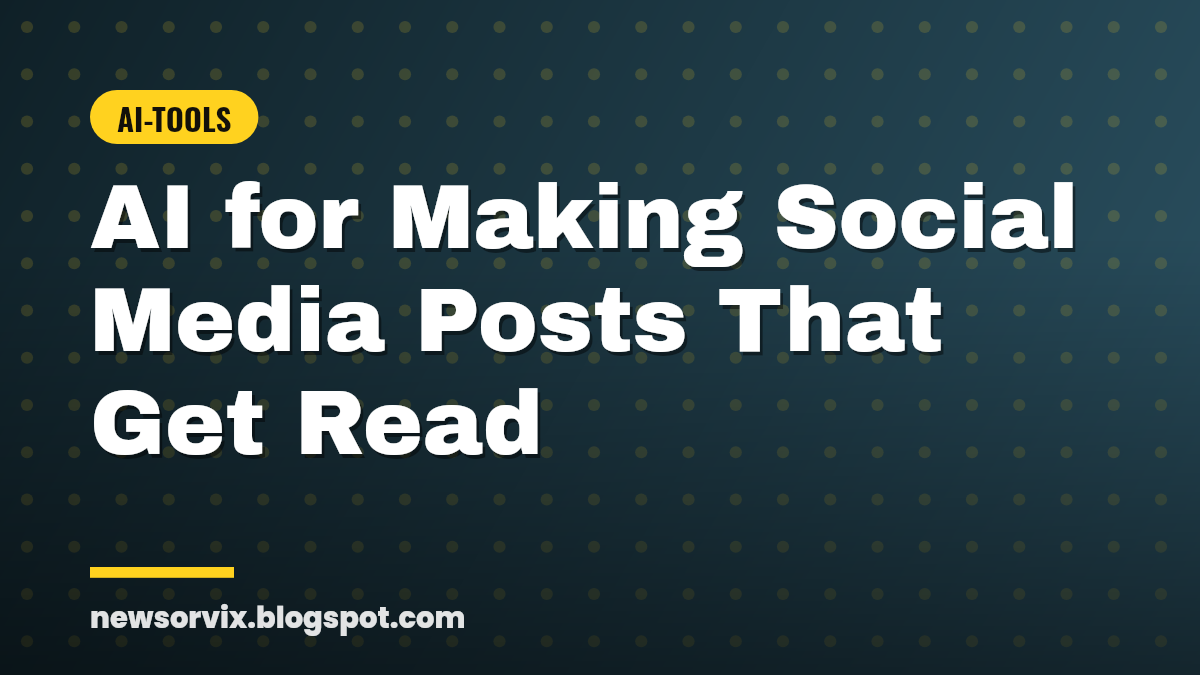 AI-TOOLS
AI for Making Social
Media Posts That
Get Read
newsorvix.blogspot.com